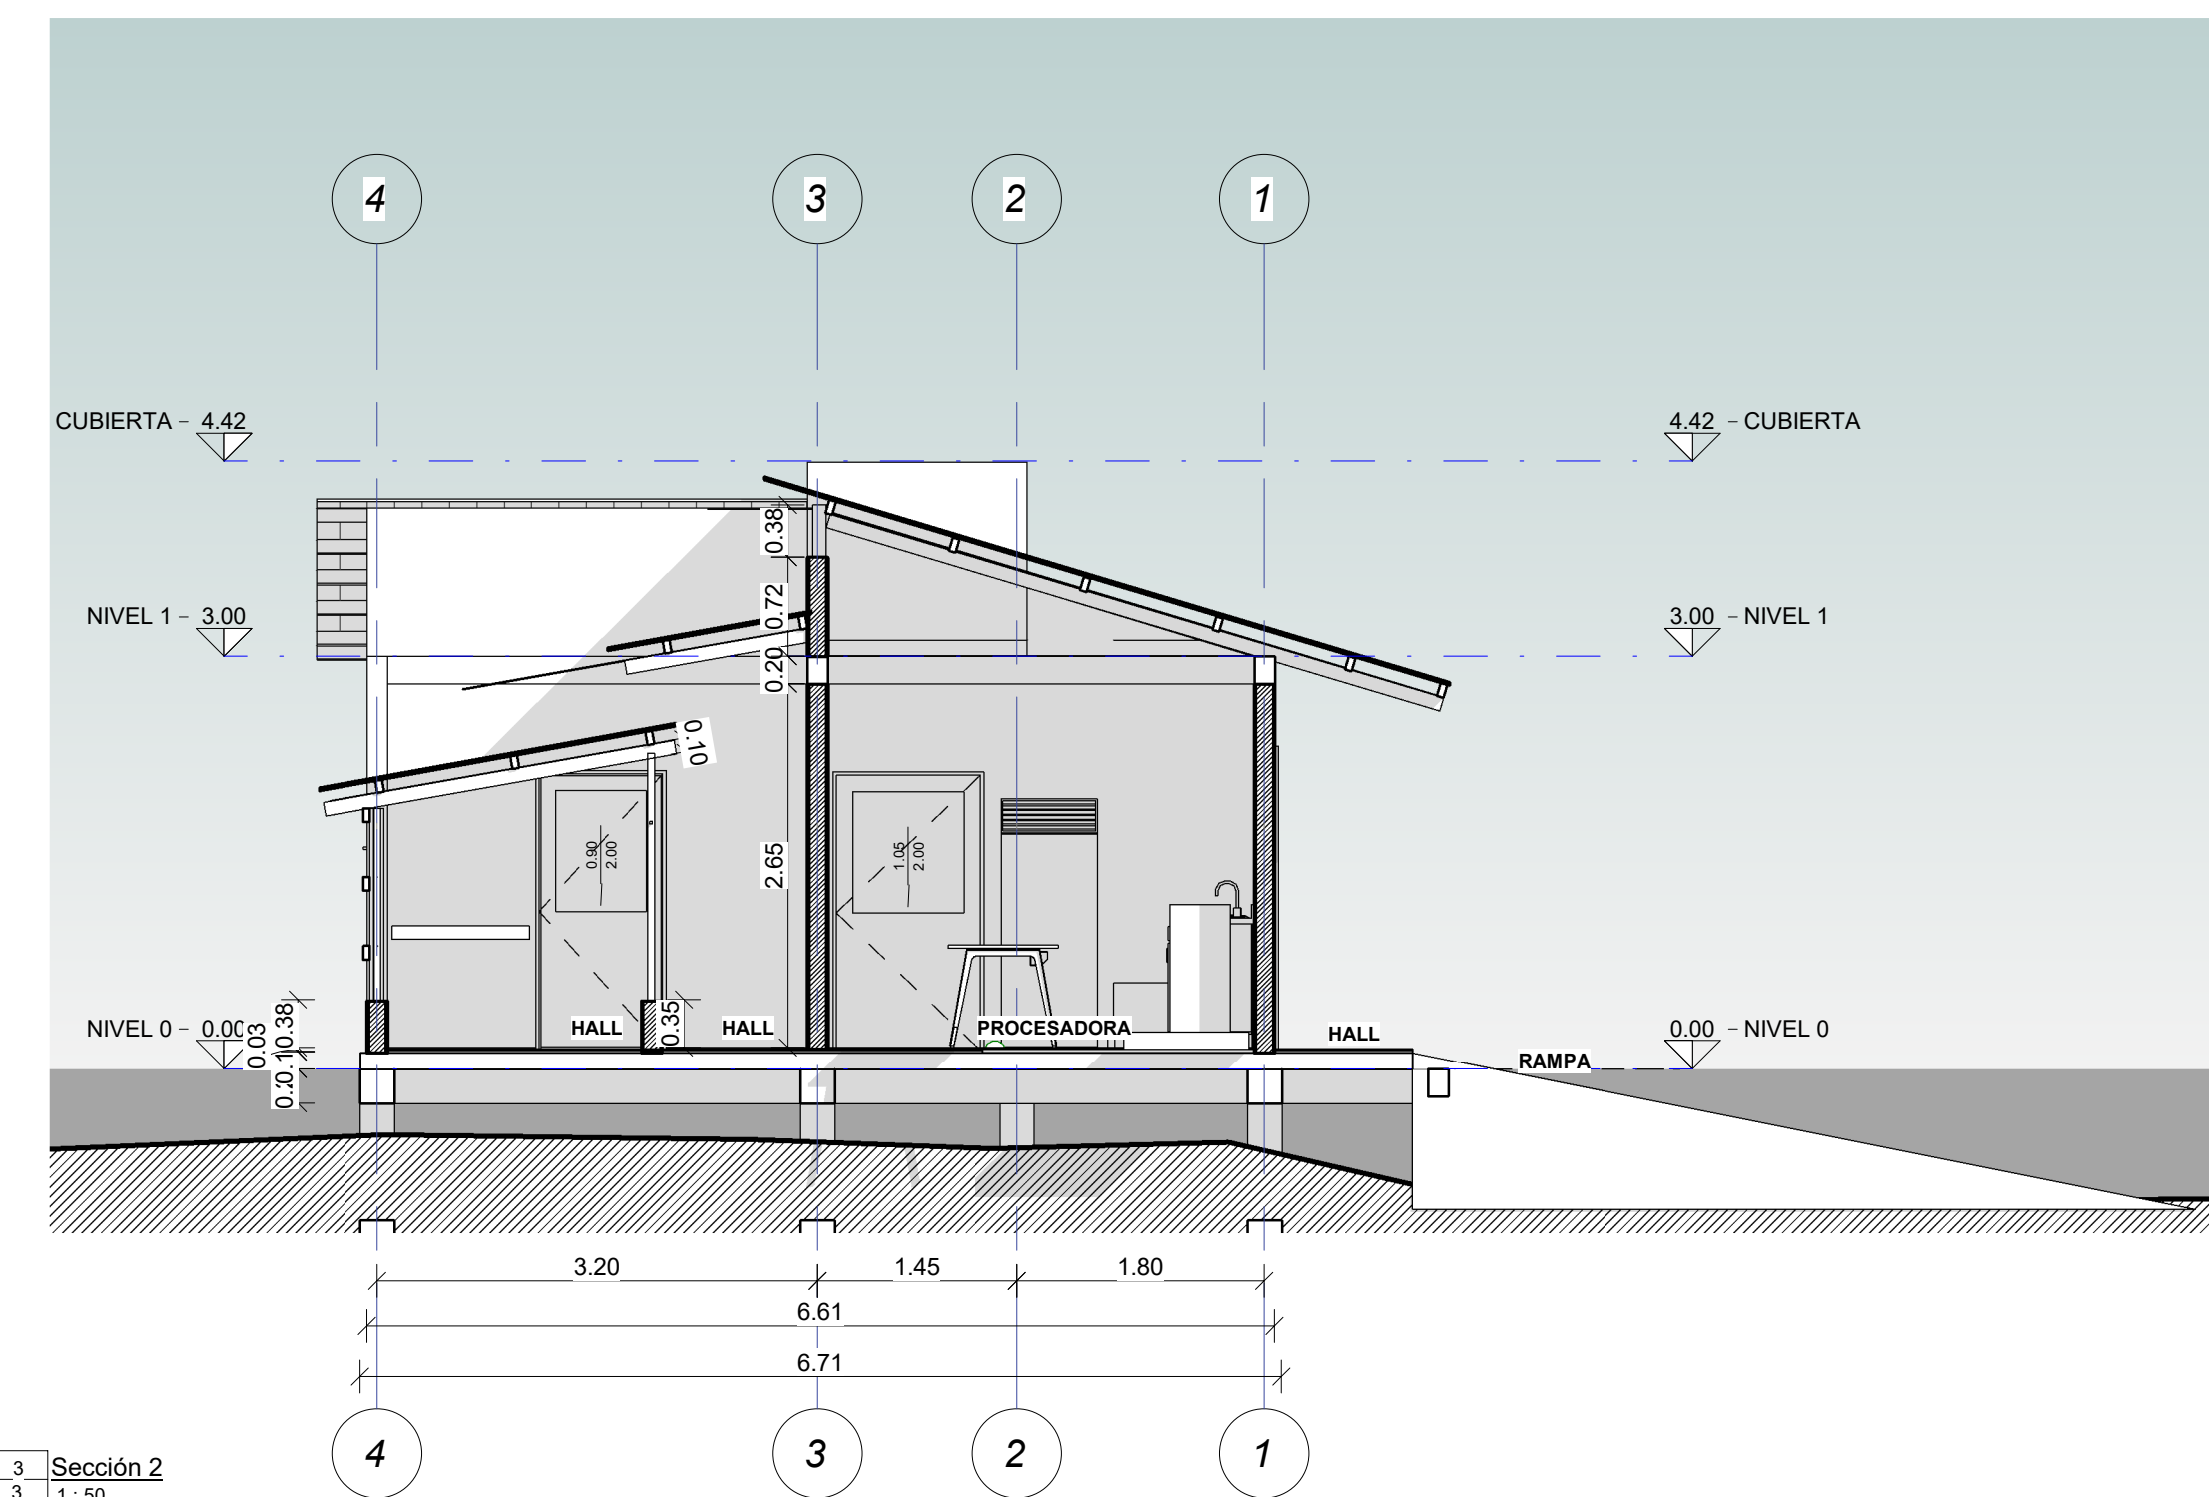 4 3 2 1
CUBIERTA – 4.42
4.42 – CUBIERTA
0.38
0.72
NIVEL 1 – 3.00
3.00 – NIVEL 1
0.20
0.10
0.90
2.00
1.05
2.00
2.65
NIVEL 0 – 0.00
0.03
0.38
0.35
HALL
HALL
PROCESADORA
HALL
0.00 – NIVEL 0
RAMPA
3.20 1.45 1.80
6.61
6.71
4 3 2 1
3 Sección 2
3 1 : 50